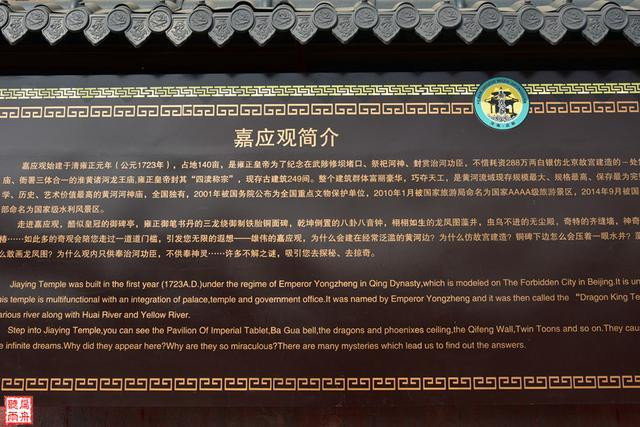 嘉应观简介
嘉应观始建于清雍正元年（公元1723年），占地140亩，是雍正皇帝为了纪念在武陟修坝堵口、祭祀河神、封赏治河功臣，不惜耗资288万两白银仿北京故宫建造的一处集
庙、衙署三体合一的淮黄诸河龙王庙，雍正皇帝封其“四渎称宗”，现存古建筑249间。整个建筑群体富丽豪华，巧夺天工，是黄河流域现存规模最大、规格最高、保存最为完
学、历史、艺术价值最高的黄河河神庙，全国独有，2001年被国务院公布为全国重点文物保护单位，2010年1月被国家旅游局命名为国家AAAA级旅游景区，2014年9月被国
部命名为国家级水利风景区。
走进嘉应观，酷似皇冠的御碑亭，雍正御笔书丹的三龙绕御制铁胎铜面碑，乾坤倒置的八卦八音钟，栩栩如生的龙凤图藻井，虫鸟不进的无尘殿，奇特的齐缝墙，神奇
椿……如此多的奇观会陪您走过一道道门槛，引发您无限的遐想——雄伟的嘉应观，为什么会建在经常泛滥的黄河边？为什么仿故宫建造？铜碑下边怎么会压着一眼水井？藻
么敢画龙凤图？为什么观内只供奉治河功臣，不供奉神灵……许多不解之谜，吸引您去探秘、去掠奇。
Jiaying Temple was built in the first year (1723A.D.)under the regime of Emperor Yongzheng in Qing Dynasty,which is modeled on The Forbidden City in Beijing.It is un
his temple is multifunctional with an integration of palace,temple and government office.It was named by Emperor Yongzheng and it was then called the “Dragon King Te
various river along with Huai River and Yellow River.
Step into Jiaying Temple,you can see the Pavilion Of Imperial Tablet,Ba Gua bell,the dragons and phoenixes ceiling,the Qifeng Wall,Twin Toons and so on.They cau
e infinite dreams.Why did they appear here?Why are they so miraculous?There are many mysteries which lead us to find out the answers.